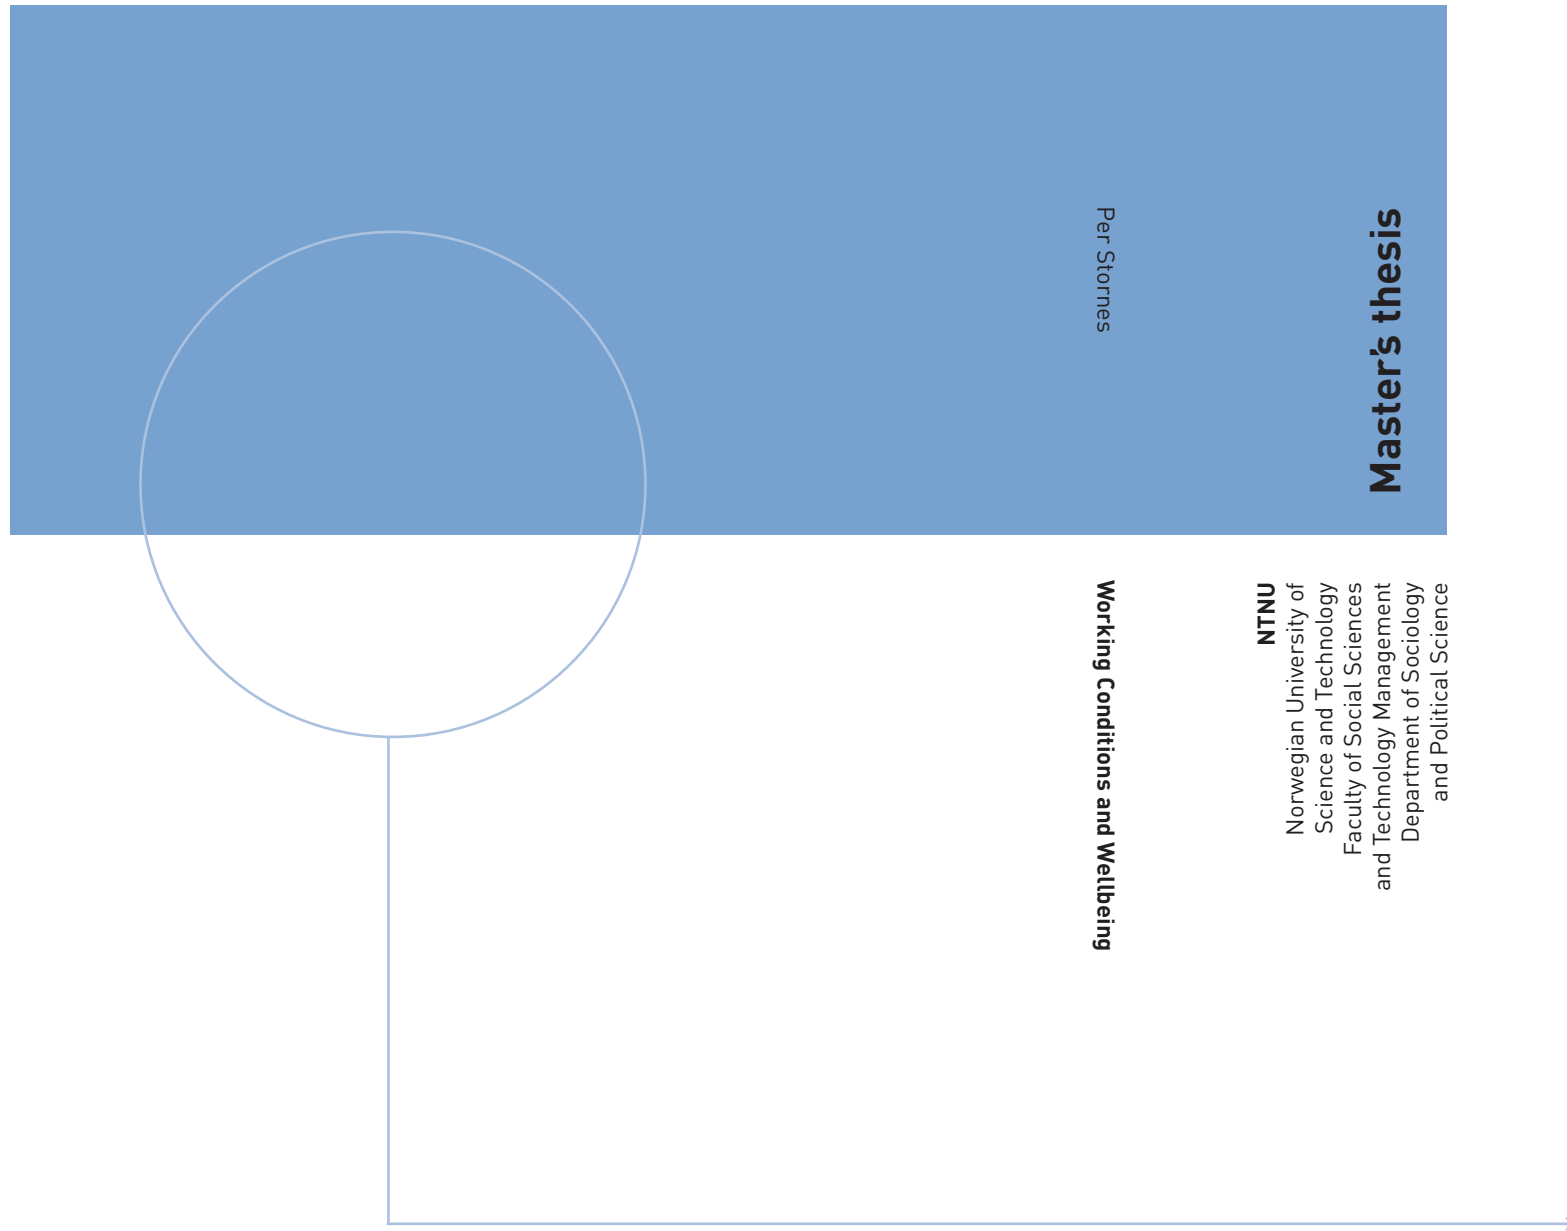 Per Stornes
Working Conditions and Wellbeing
Master's thesis
NTNU
Norwegian University of
Science and Technology
Faculty of Social Sciences
and Technology Management
Department of Sociology
and Political Science